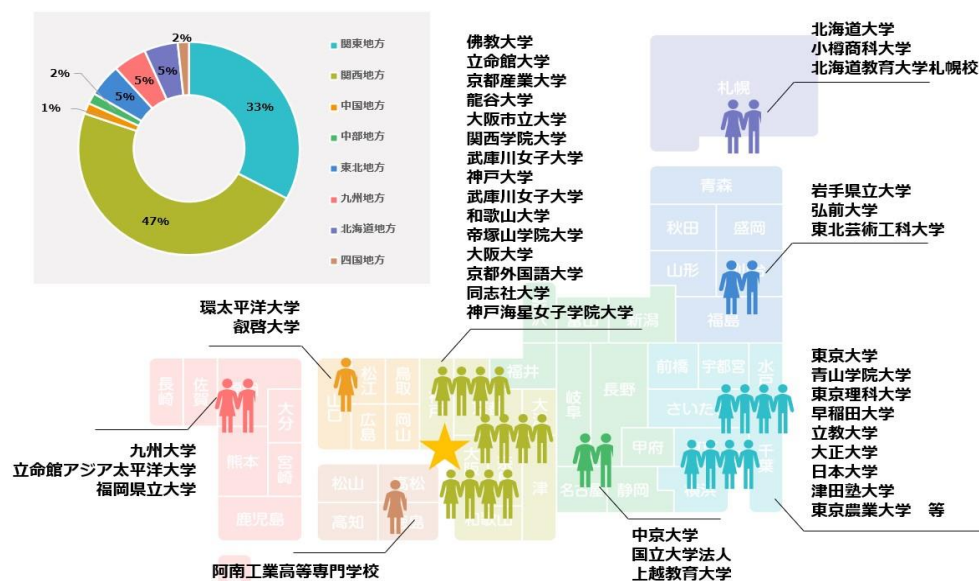 2%
2%
1%
5%
5%
5%
33%
47%
関東地方
関西地方
中国地方
中部地方
東北地方
九州地方
北海道地方
四国地方
佛教大学
立命館大学
京都産業大学
龍谷大学
大阪市立大学
関西学院大学
武庫川女子大学
神戸大学
武庫川女子大学
和歌山大学
帝塚山学院大学
大阪大学
京都外国語大学
同志社大学
神戸海星女子学院大学
北海道大学
小樽商科大学
北海道教育大学札幌校
札幌
岩手県立大学
弘前大学
東北芸術工科大学
青森
秋田
盛岡
山形
福島
環太平洋大学
叡啓大学
新潟
福井
岐阜
長野
前橋
宇都宮
水戸
さいた
千葉
甲府
横浜
静岡
名古屋
津
和歌山
長崎
佐賀
大分
熊本
宮崎
鹿児島
山口
松江
鳥取
広島
岡山
松山
高松
高知
九州大学
立命館アジア太平洋大学
福岡県立大学
阿南工業高等専門学校
中京大学
国立大学法人
上越教育大学
東京大学
青山学院大学
東京理科大学
早稲田大学
立教大学
大正大学
日本大学
津田塾大学
東京農業大学　等